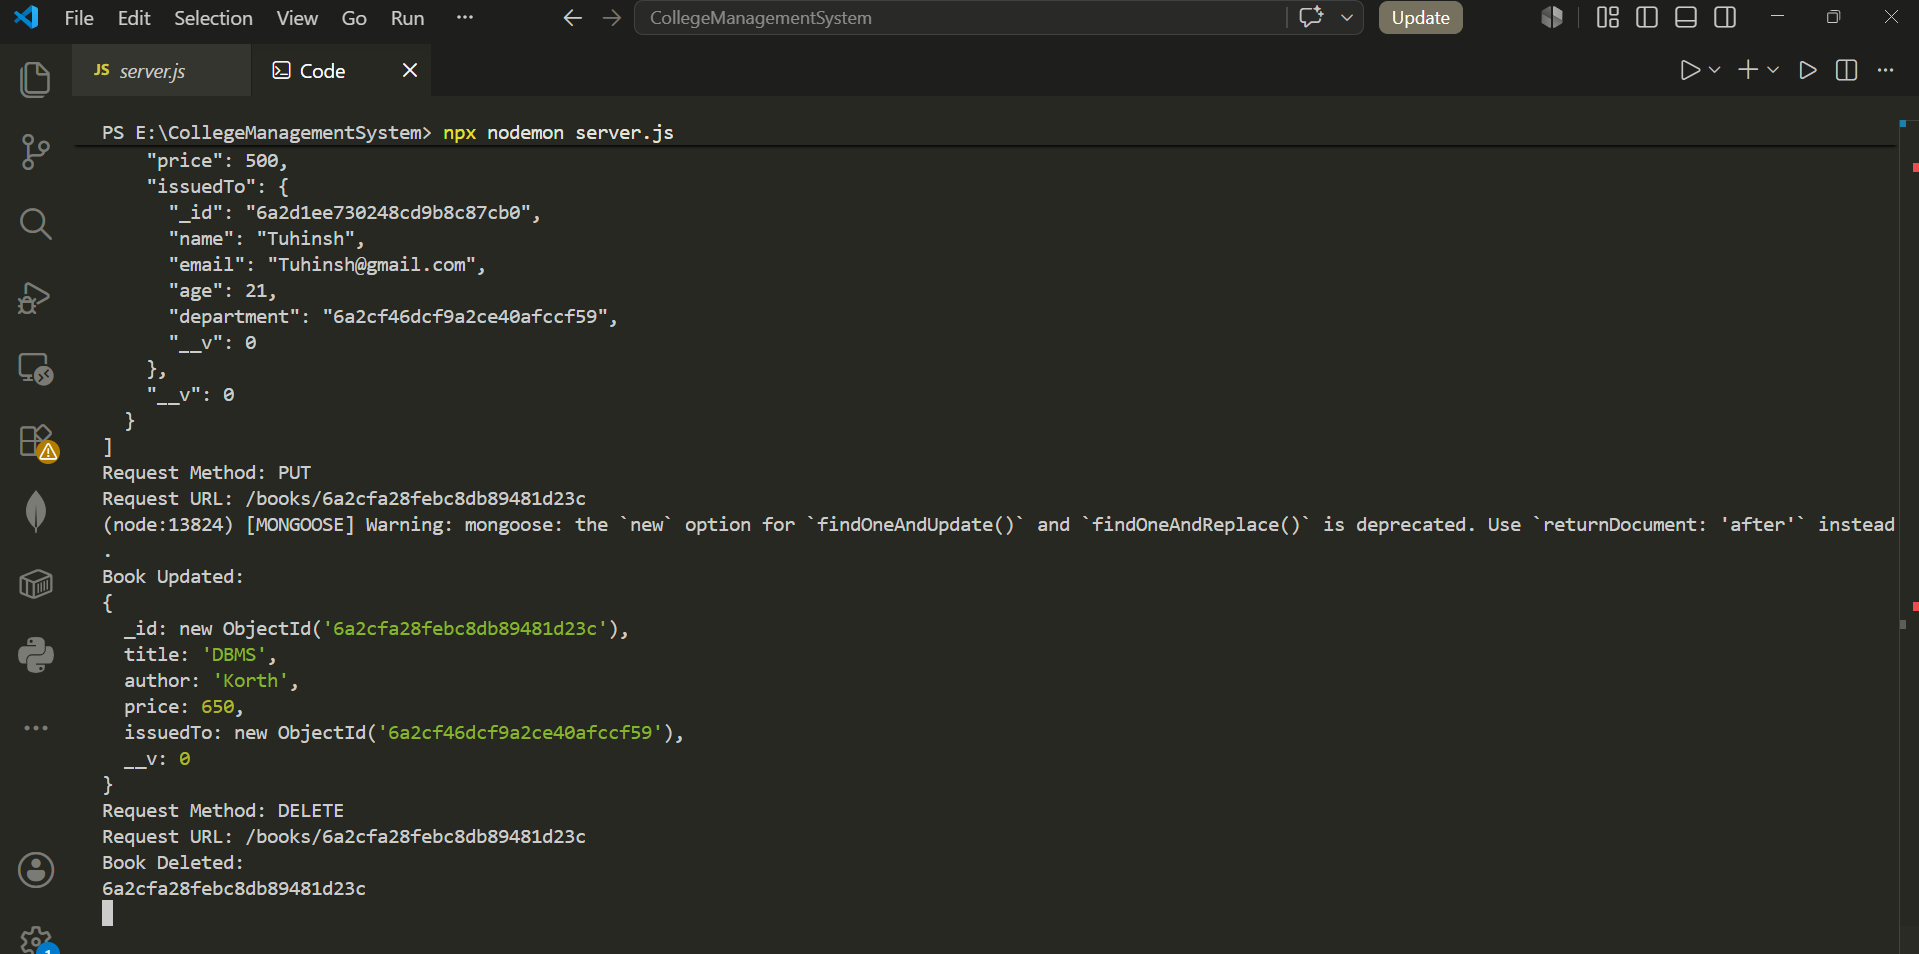 File Edit Selection View Go Run ···
CollegeManagementSystem
Update
JS server.js
Code
PS E:\CollegeManagementSystem> npx nodemon server.js
"price": 500,
"issuedTo": {
"_id": "6a2d1ee730248cd9b8c87cb0",
"name": "Tuhinsh",
"email": "Tuhinsh@gmail.com",
"age": 21,
"department": "6a2cf46dcf9a2ce40afccf59",
"__v": 0
},
"__v": 0
}
]
Request Method: PUT
Request URL: /books/6a2cfa28febc8db89481d23c
(node:13824) [MONGOOSE] Warning: mongoose: the `new` option for `findOneAndUpdate()` and `findOneAndReplace()` is deprecated. Use `returnDocument: 'after'` instead
.
Book Updated:
{
_id: new ObjectId('6a2cfa28febc8db89481d23c'),
title: 'DBMS',
author: 'Korth',
price: 650,
issuedTo: new ObjectId('6a2cf46dcf9a2ce40afccf59'),
__v: 0
}
Request Method: DELETE
Request URL: /books/6a2cfa28febc8db89481d23c
Book Deleted:
6a2cfa28febc8db89481d23c
1